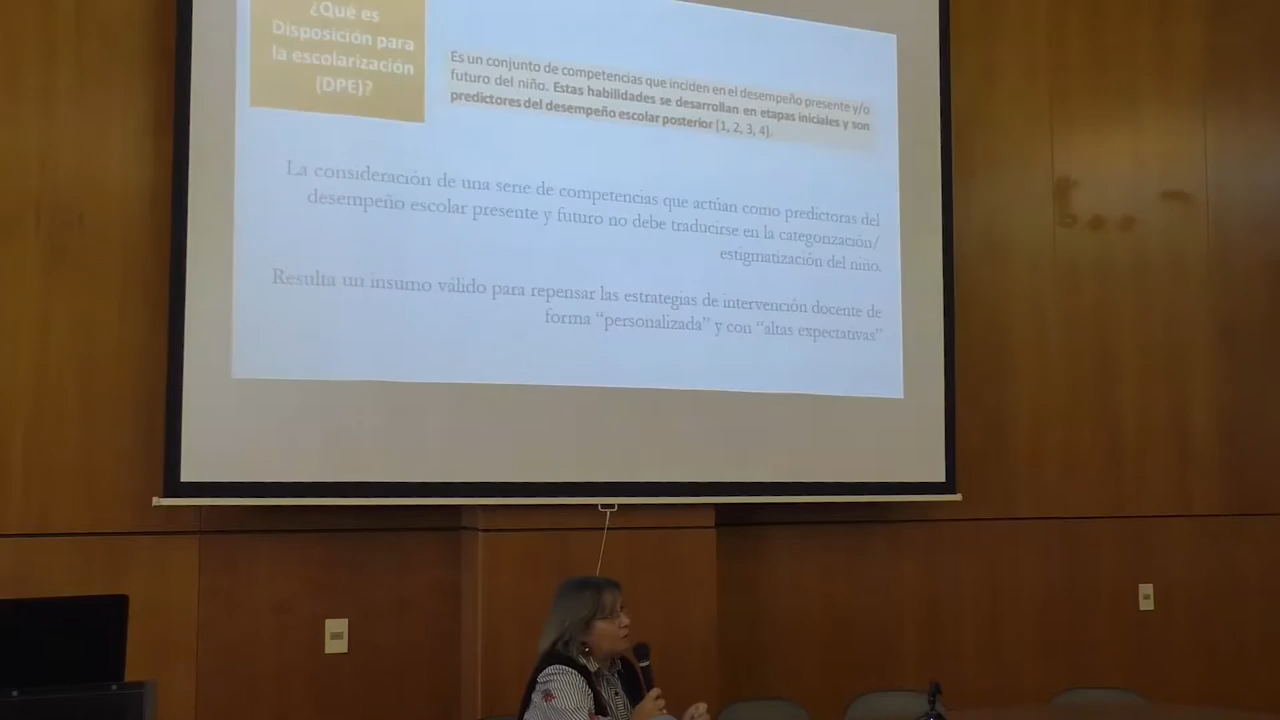 ¿Qué es
Disposición para
la escolarización
(DPE)?
Es un conjunto de competencias que inciden en el desempeño presente y/o
futuro del niño. Estas habilidades se desarrollan en etapas iniciales y son
predictores del desempeño escolar posterior [1, 2, 3, 4].
La consideración de una serie de competencias que actúan como predictoras del
desempeño escolar presente y futuro no debe traducirse en la categorización/
estigmatización del niño.
Resulta un insumo válido para repensar las estrategias de intervención docente de
forma “personalizada” y con “altas expectativas”